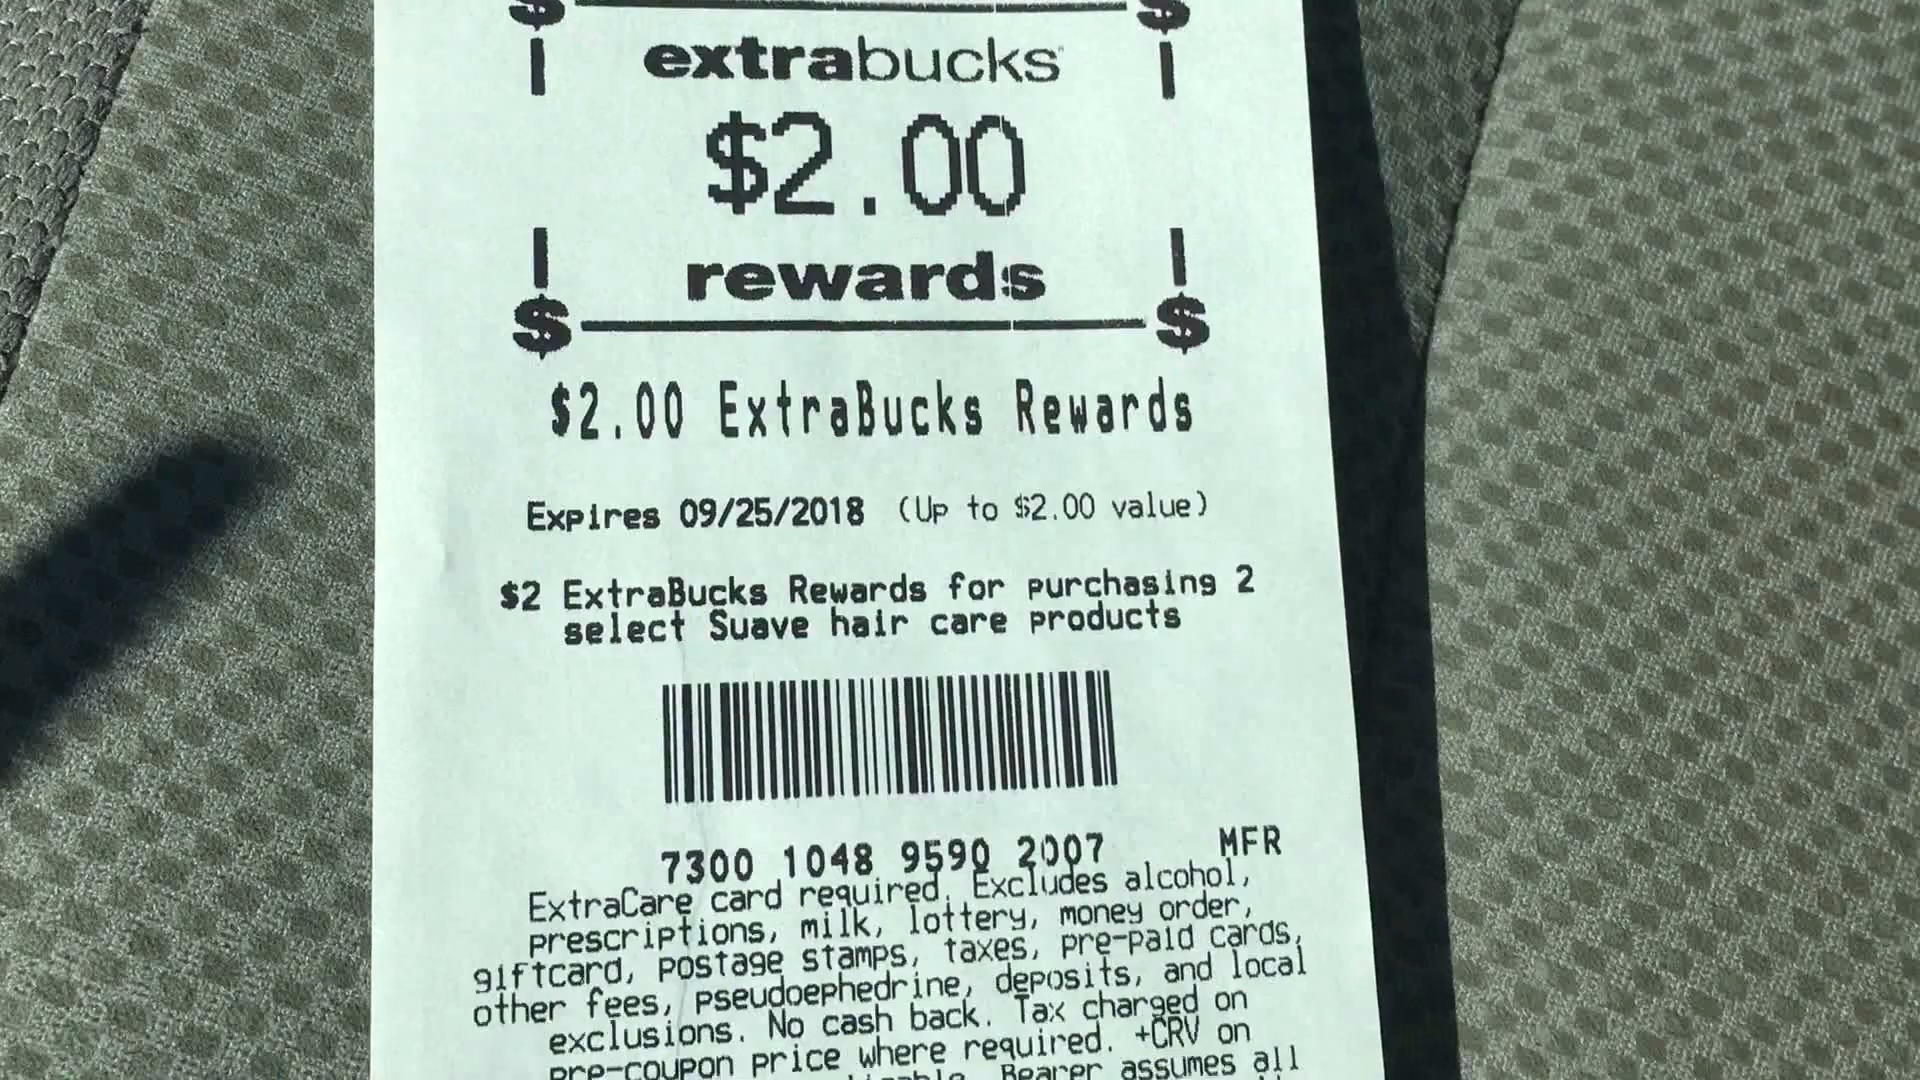 extrabucks
$2.00
rewards
$ $
$2.00 ExtraBucks Rewards
Expires 09/25/2018 (Up to $2.00 value)
$2 ExtraBucks Rewards for purchasing 2
select Suave hair care products
7300 1048 9590 2007 MFR
ExtraCare card required. Excludes alcohol,
prescriptions, milk, lottery, money order,
giftcard, postage stamps, taxes, pre-paid cards,
other fees, pseudoephedrine, deposits, and local
exclusions. No cash back. Tax charged on
pre-coupon price where required. +CRV on
Bearer assumes all